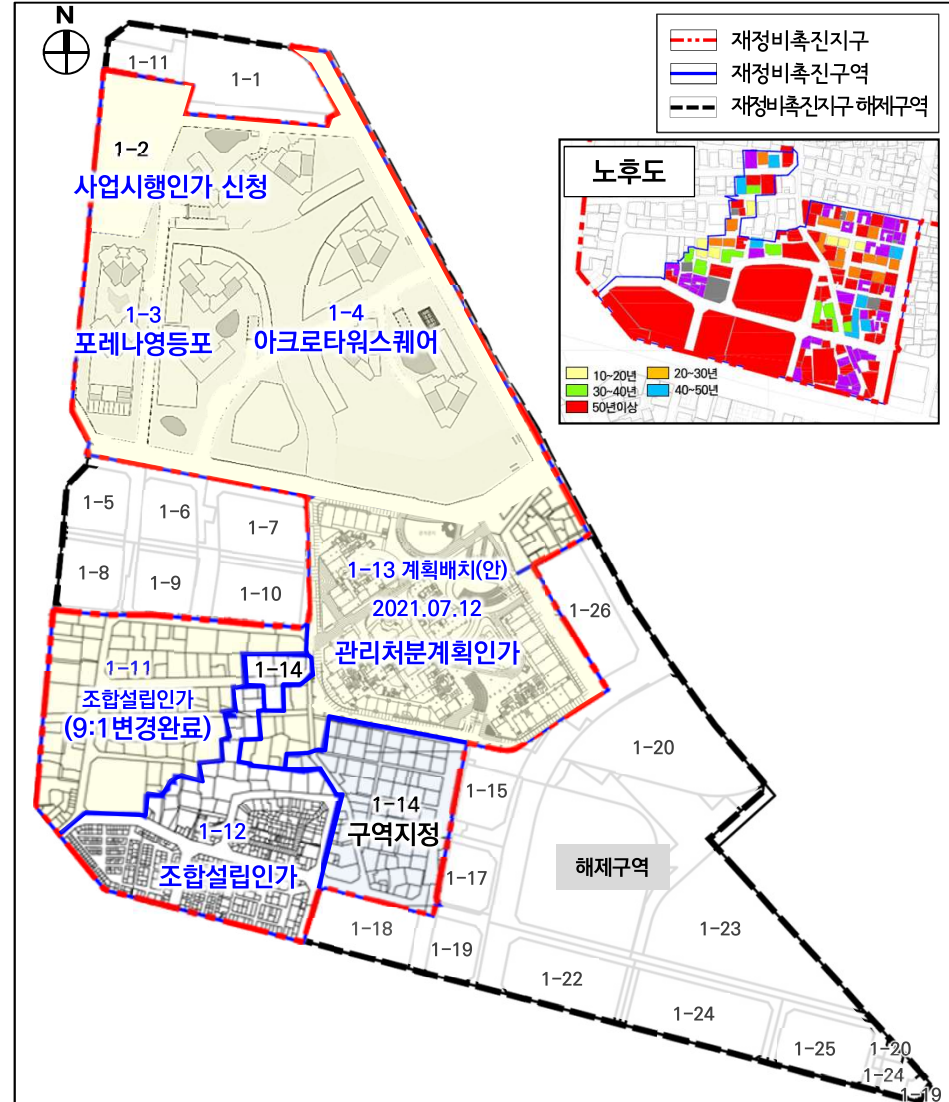 N
재정비촉진지구
재정비촉진구역
재정비촉진지구 해제구역
노후도
10~20년
20~30년
30~40년
40~50년
50년이상
1-11
1-1
1-2
사업시행인가 신청
1-3
포레나영등포
1-4
아크로타워스퀘어
1-5
1-6
1-7
1-8
1-9
1-10
1-13 계획배치(안)
2021.07.12
관리처분계획인가
1-26
1-11
조합설립인가
(9:1변경완료)
1-14
1-20
1-15
1-14
구역지정
1-12
조합설립인가
해제구역
1-17
1-18
1-19
1-23
1-22
1-24
1-25
1-20
1-24
1-19